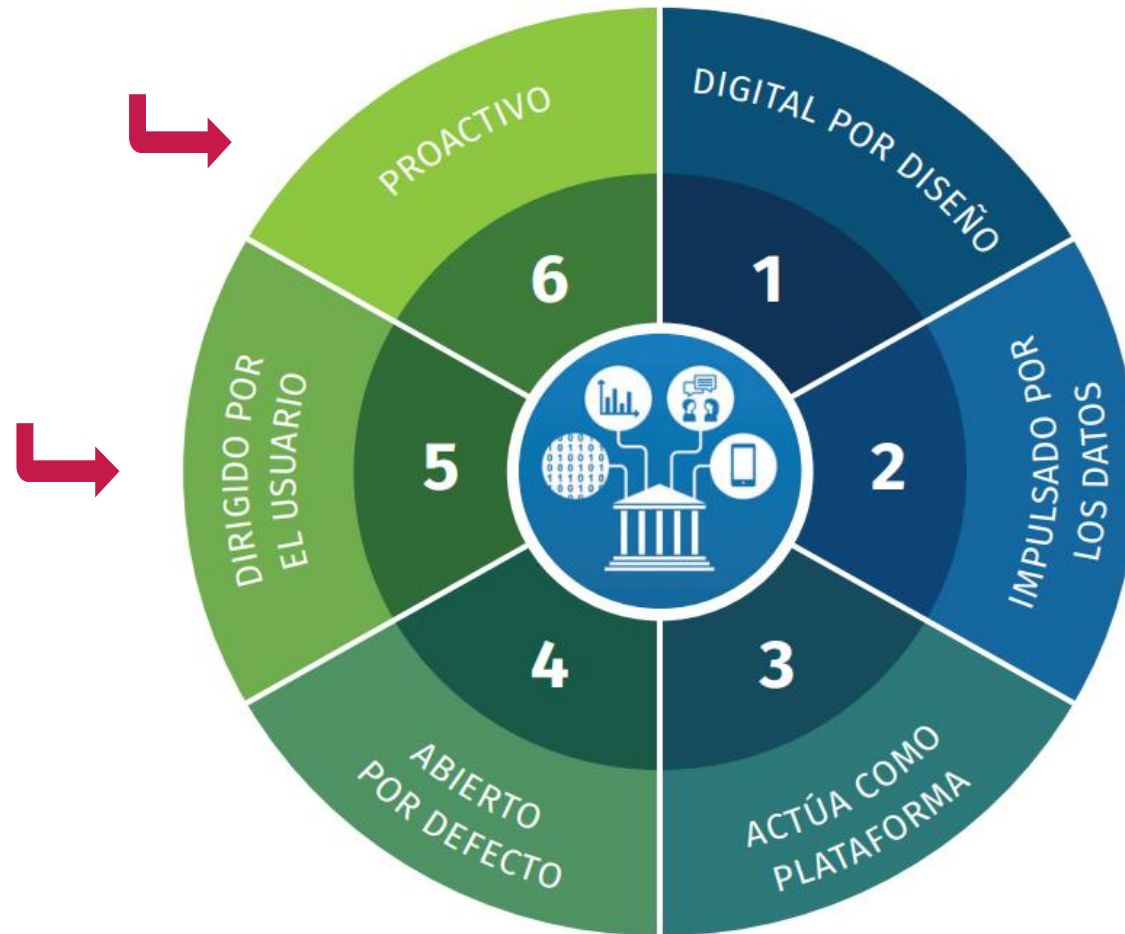 DIGITAL POR DISEÑO
1
IMPULSADO POR
LOS DATOS
2
ACTÚA COMO
PLATAFORMA
3
ABIERTO
POR DEFECTO
4
DIRIGIDO POR
EL USUARIO
5
PROACTIVO
6